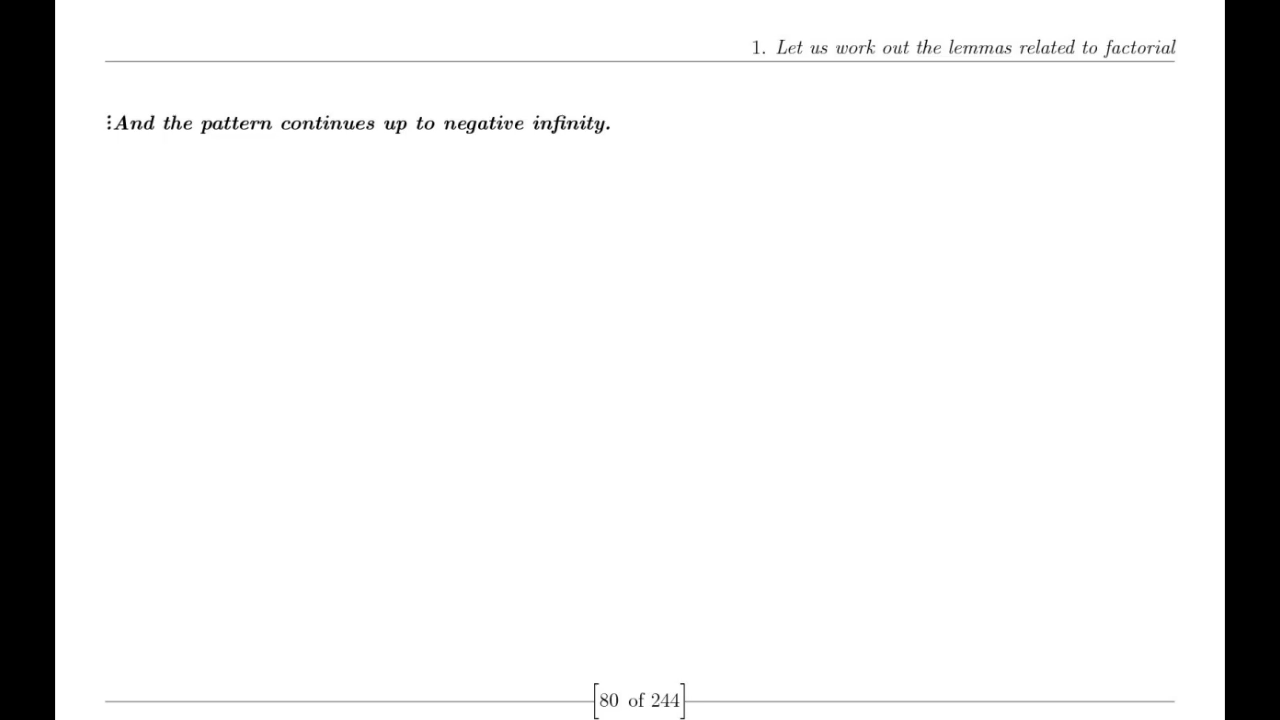 1. Let us work out the lemmas related to factorial
⋮And the pattern continues up to negative infinity.
[80 of 244]